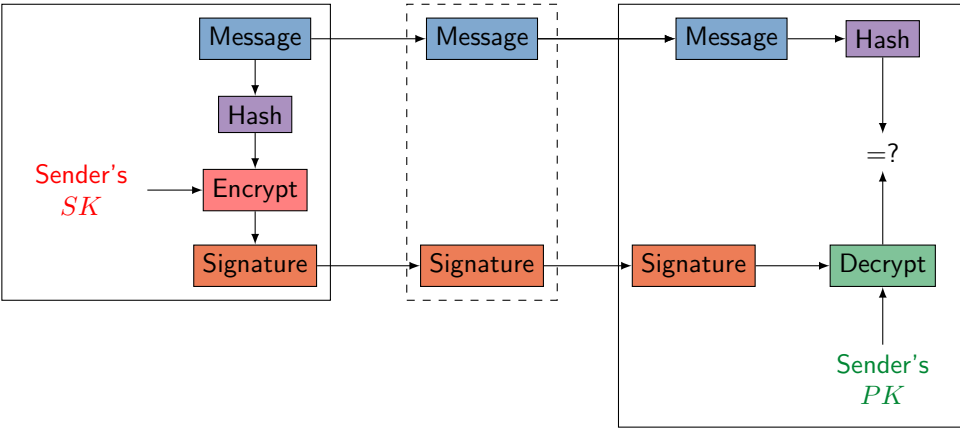 Message
Message
Message
Hash
Hash
=?
Sender's
SK
Encrypt
Signature
Signature
Signature
Decrypt
Sender's
PK